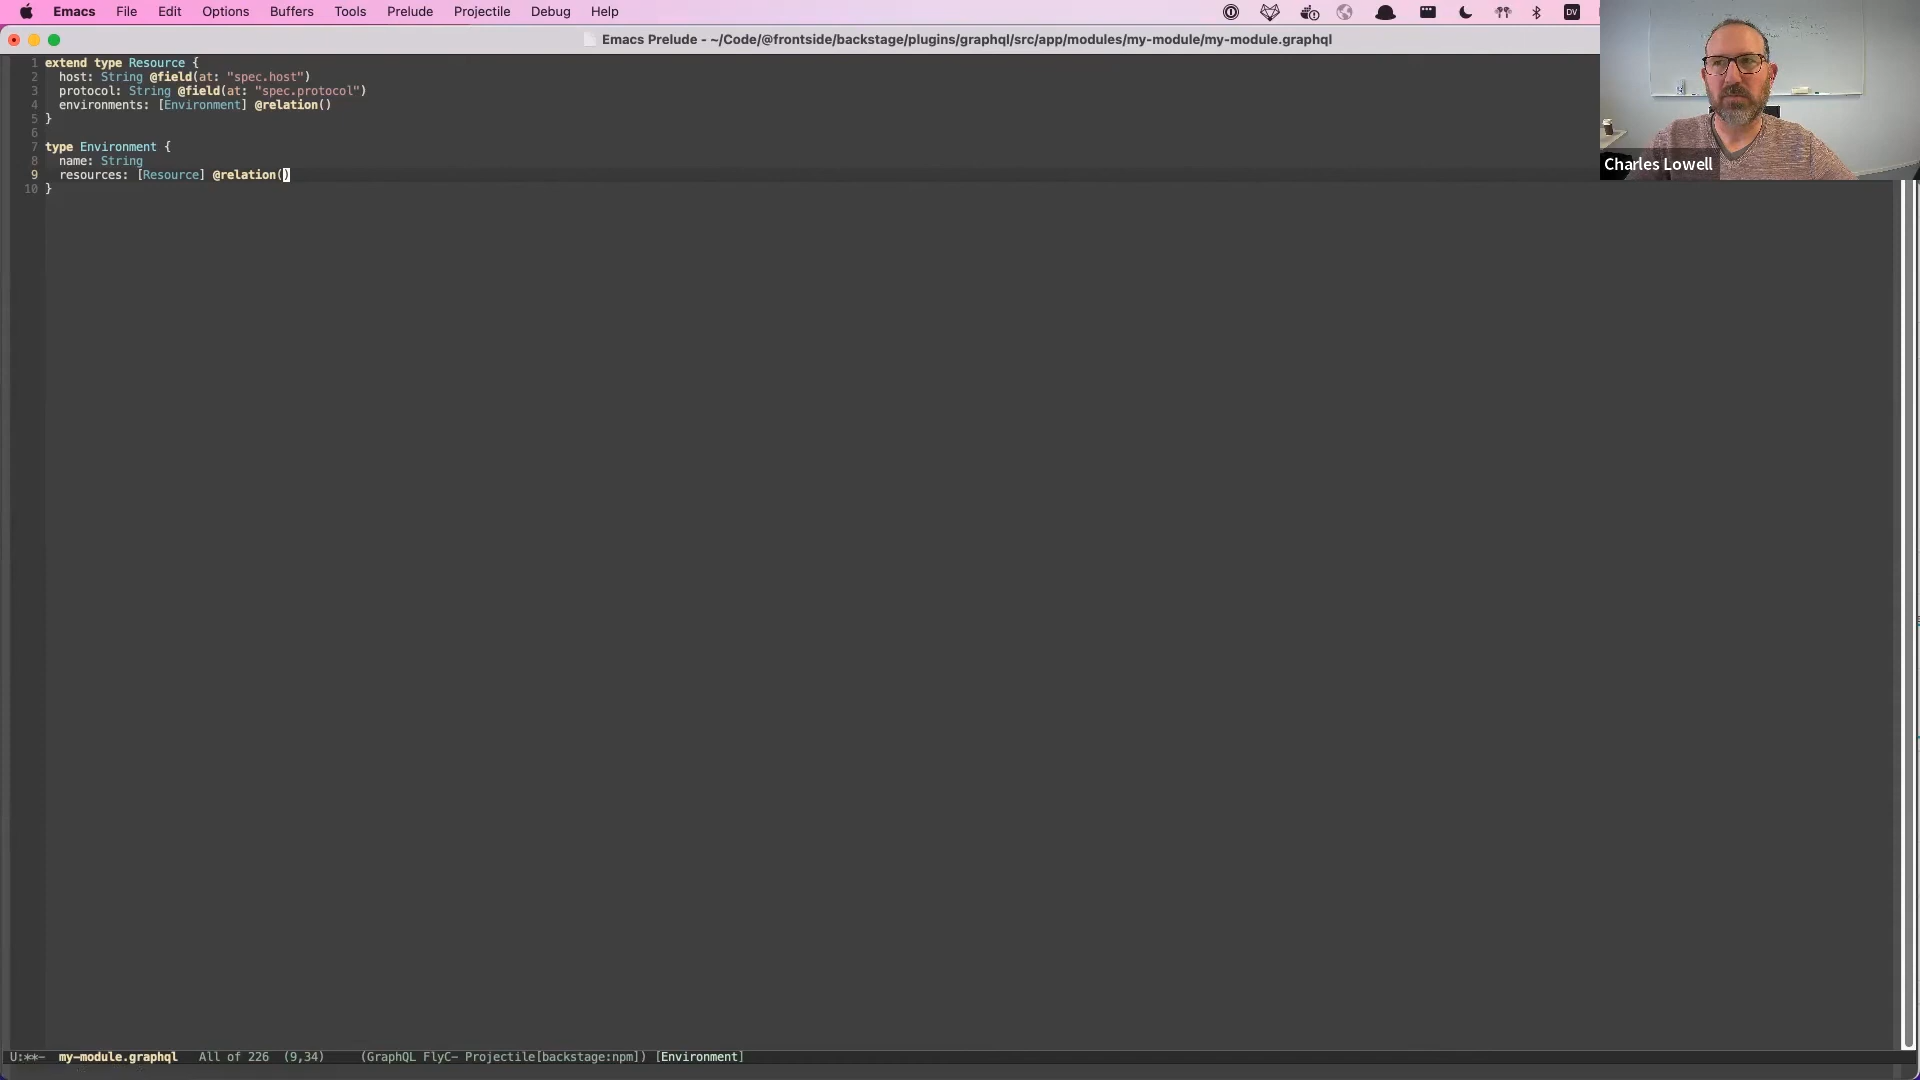 Emacs File Edit Options Buffers Tools Prelude Projectile Debug Help
DV
Emacs Prelude - ~/Code/@frontside/backstage/plugins/graphql/src/app/modules/my-module/my-module.graphql
1 extend type Resource {
2 host: String @field(at: "spec.host")
3 protocol: String @field(at: "spec.protocol")
4 environments: [Environment] @relation()
5 }
6
7 type Environment {
8 name: String
9 resources: [Resource] @relation()
10 }
Charles Lowell
U:**- my-module.graphql All of 226 (9,34) (GraphQL FlyC- Projectile[backstage:npm]) [Environment]